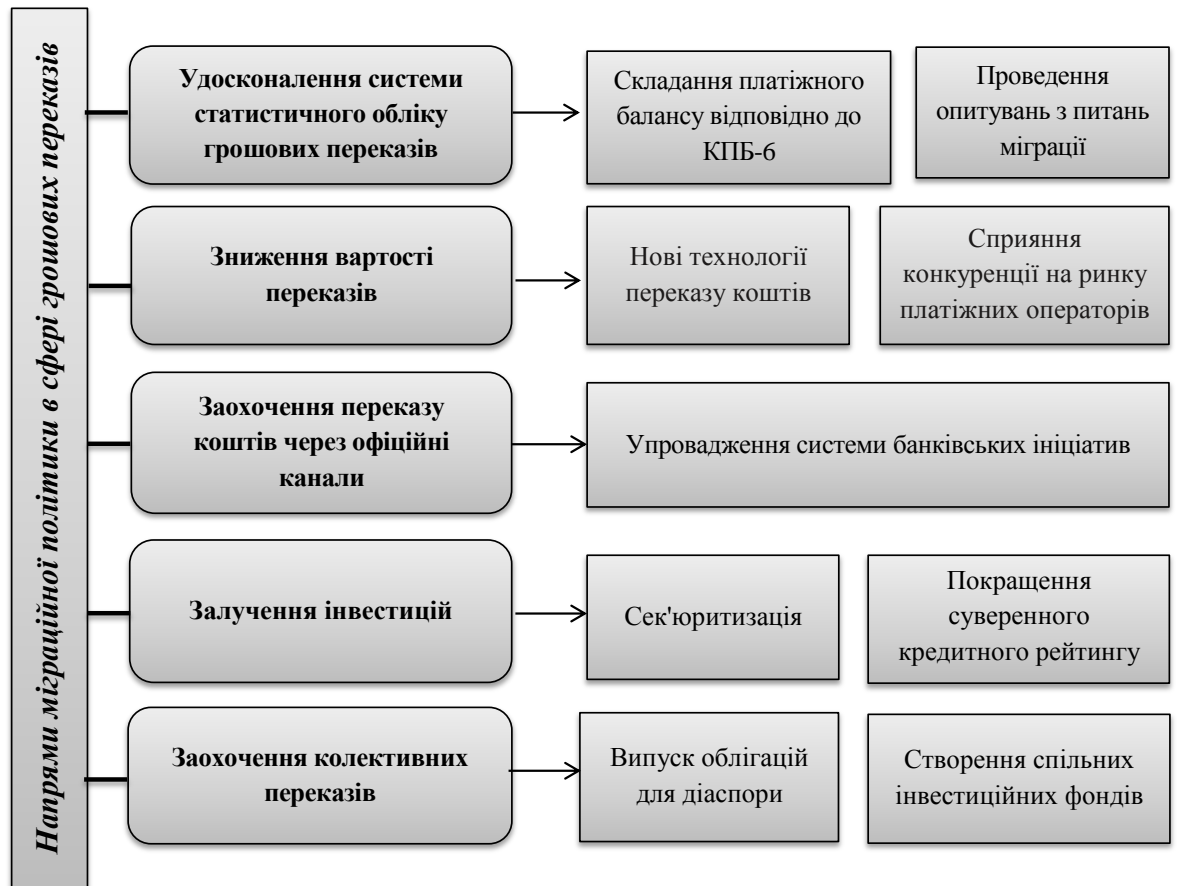 Напрями міграційної політики в сфері грошових переказів
Удосконалення системи
статистичного обліку
грошових переказів
Складання платіжного
балансу відповідно до
КПБ-6
Проведення
опитувань з питань
міграції
Зниження вартості
переказів
Нові технології
переказу коштів
Сприяння
конкуренції на ринку
платіжних операторів
Заохочення переказу
коштів через офіційні
канали
Упровадження системи банківських ініціатив
Залучення інвестицій
Сек'юритизація
Покращення
суверенного
кредитного рейтингу
Заохочення колективних
переказів
Випуск облігацій
для діаспори
Створення спільних
інвестиційних фондів